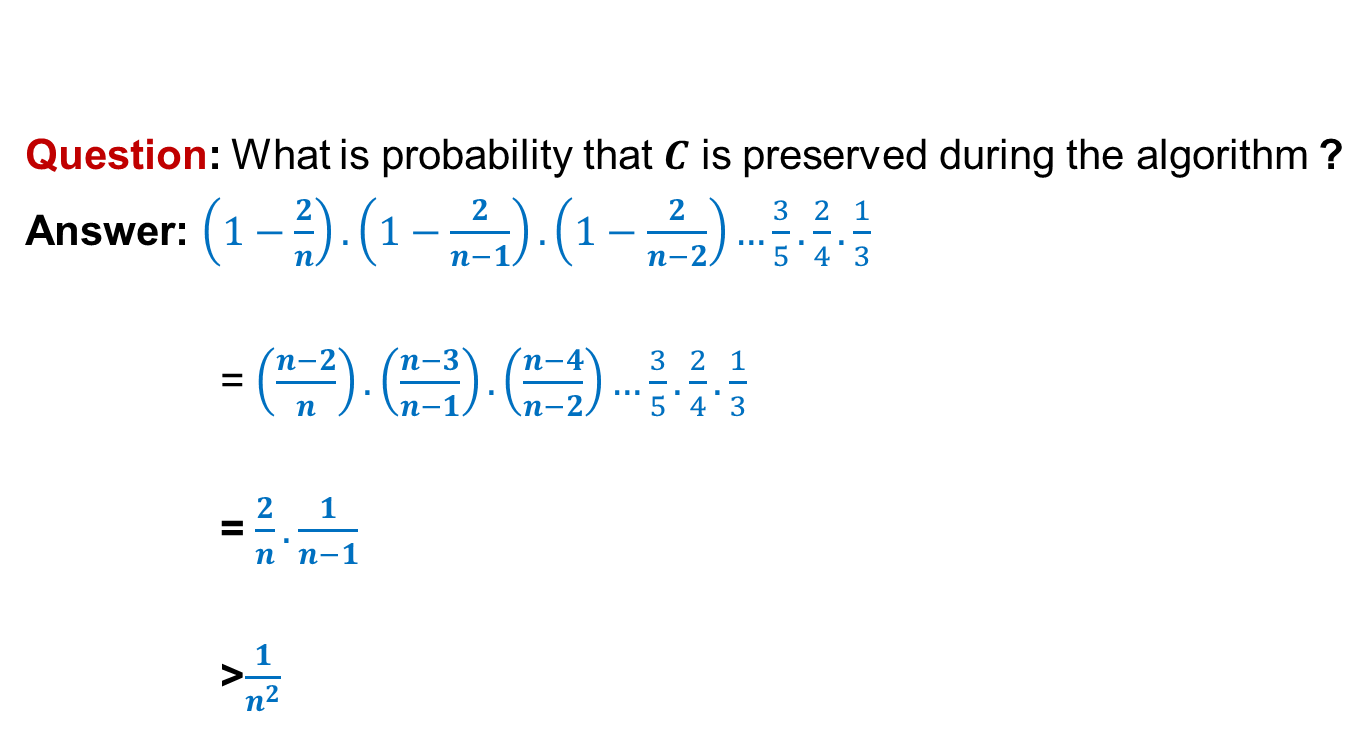 Question: What is probability that C is preserved during the algorithm ?
Answer: (1 − 2/n) . (1 − 2/(n−1)) . (1 − 2/(n−2)) ... 3/5 . 2/4 . 1/3
= ((n−2)/n) . ((n−3)/(n−1)) . ((n−4)/(n−2)) ... 3/5 . 2/4 . 1/3
= 2/n . 1/(n−1)
> 1/n²